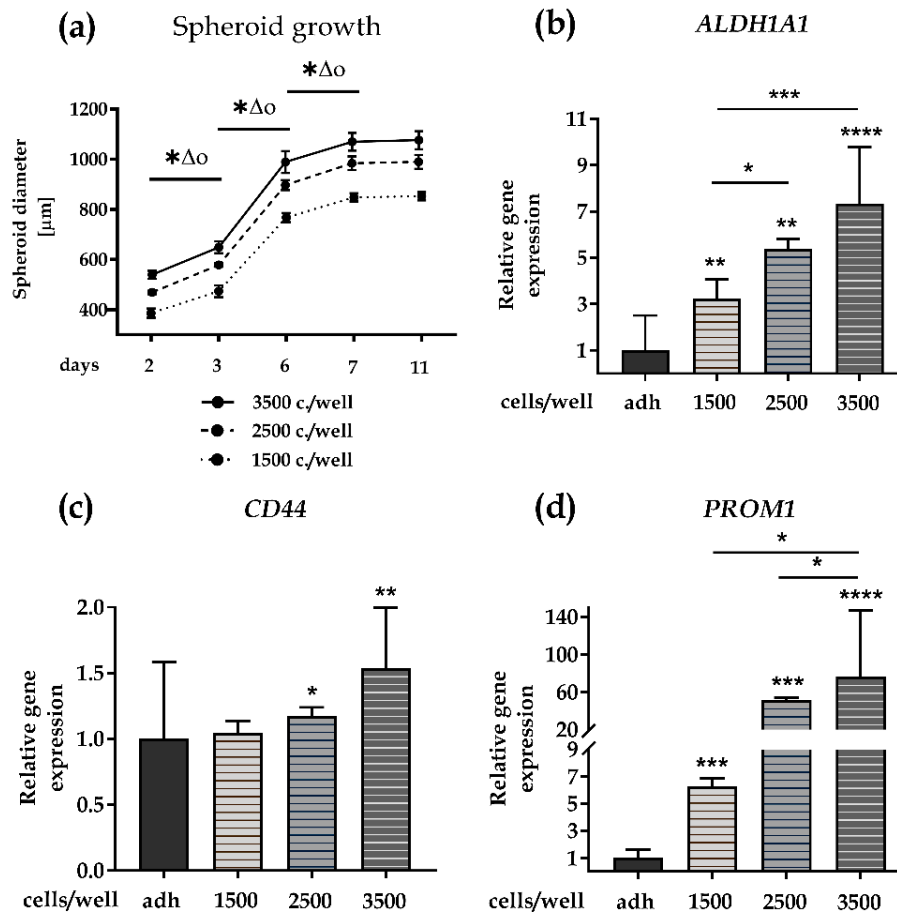 (a)
Spheroid growth
*Δo
*Δo
*Δo
Spheroid diameter
[μm]
1200
1000
800
600
400
days
2
3
6
7
11
3500 c./well
2500 c./well
1500 c./well
(b)
ALDH1A1
***
****
*
**
**
Relative gene
expression
11
9
7
5
3
1
cells/well
adh
1500
2500
3500
(c)
CD44
**
*
Relative gene
expression
2.0
1.5
1.0
0.5
0.0
cells/well
adh
1500
2500
3500
(d)
PROM1
*
*
****
***
***
Relative gene
expression
140
100
60
20
9
7
5
3
1
cells/well
adh
1500
2500
3500